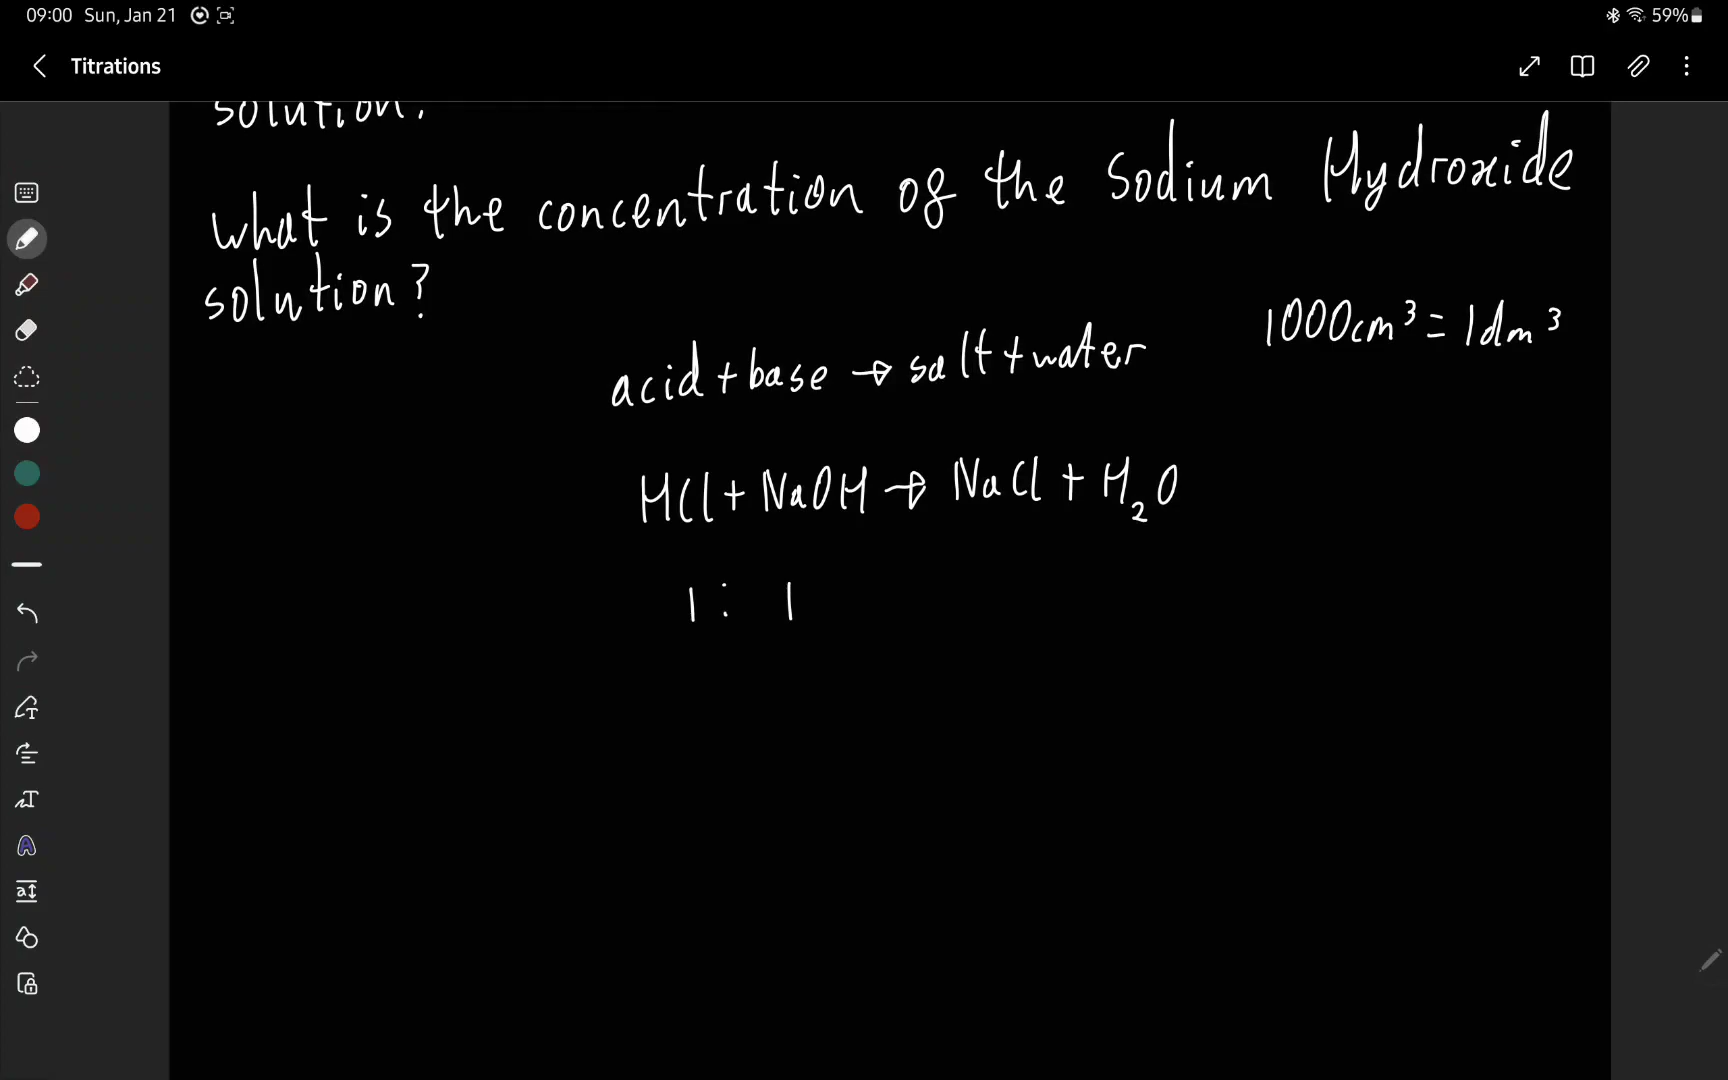 09:00 Sun, Jan 21
59%
Titrations
solution.
What is the concentration of the Sodium Hydroxide
solution?
1000cm³ = 1dm³
acid + base → salt + water
HCl + NaOH → NaCl + H₂O
1 : 1